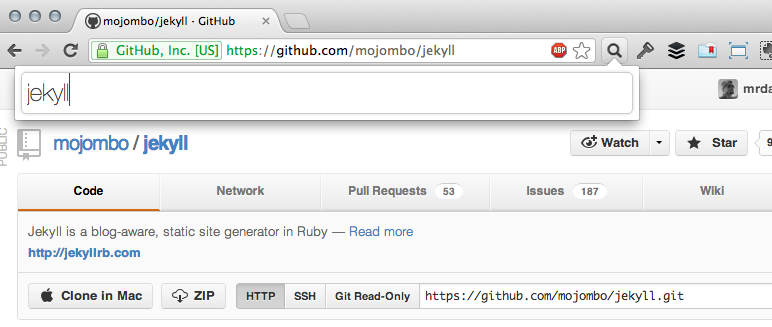 mojombo/jekyll · GitHub
GitHub, Inc. [US] https://github.com/mojombo/jekyll
ABP
jekyll
mrda
PUBLIC
mojombo / jekyll
Watch
Star
9
Code Network Pull Requests 53 Issues 187 Wiki
Jekyll is a blog-aware, static site generator in Ruby — Read more
http://jekyllrb.com
Clone in Mac ZIP HTTP SSH Git Read-Only https://github.com/mojombo/jekyll.git